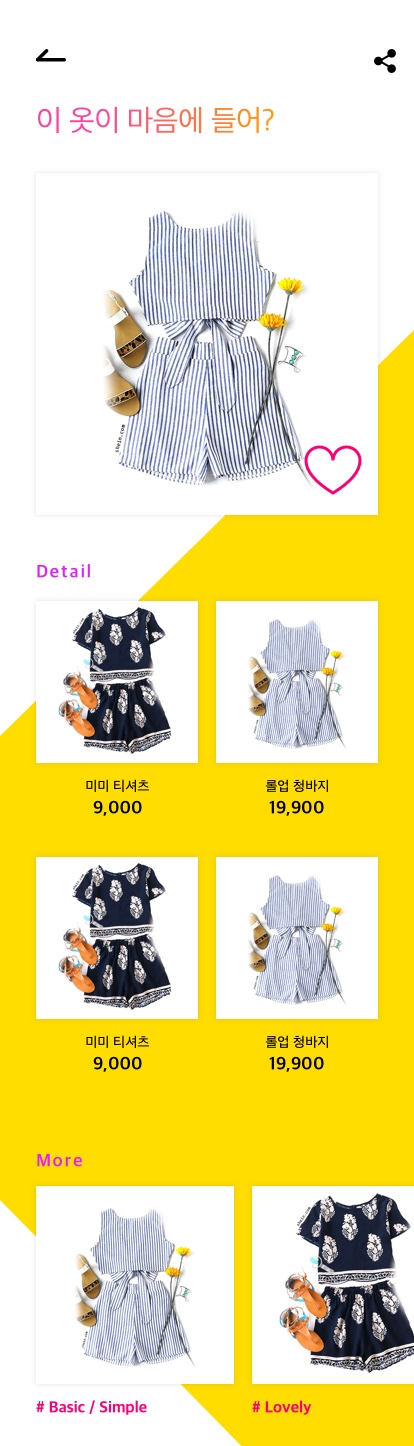 이 옷이 마음에 들어?
shein.com
Detail
미미 티셔츠
9,000
롤업 청바지
19,900
미미 티셔츠
9,000
롤업 청바지
19,900
More
# Basic / Simple
# Lovely